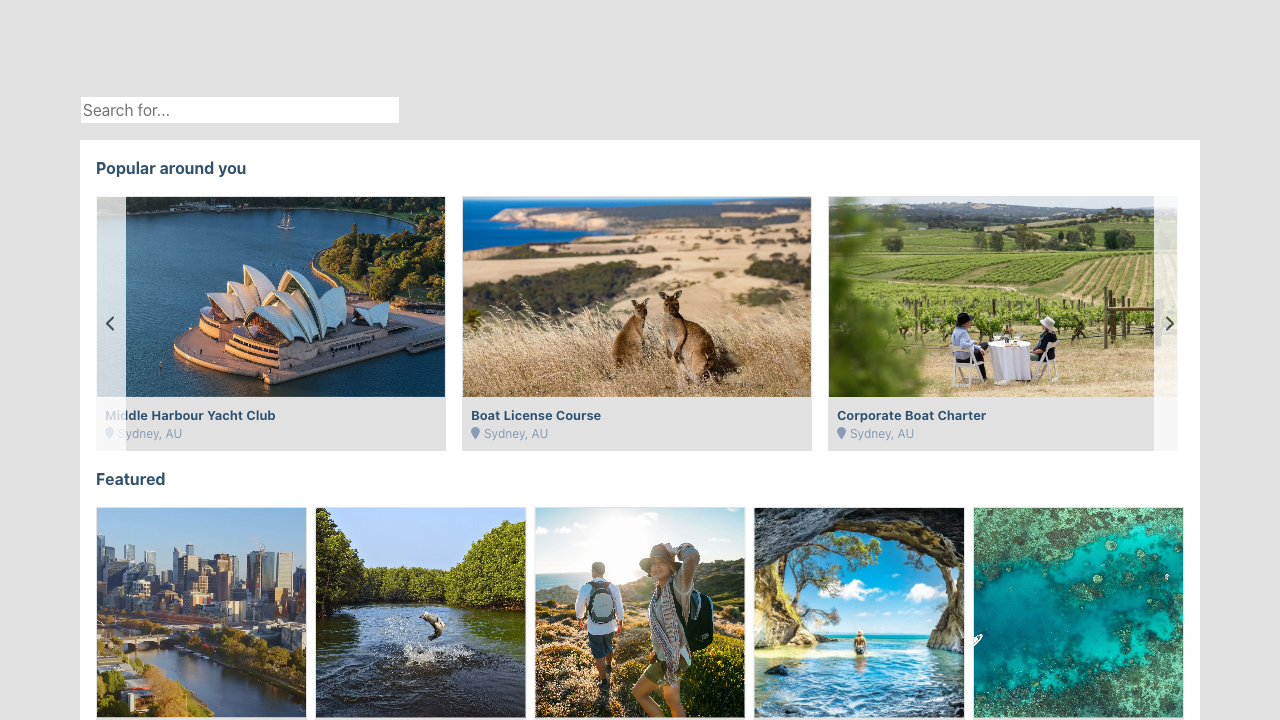 Search for...
Popular around you
Middle Harbour Yacht Club
Sydney, AU
Boat License Course
Sydney, AU
Corporate Boat Charter
Sydney, AU
Featured